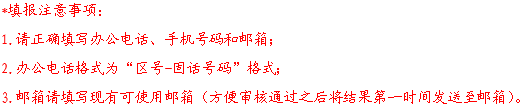 *填报注意事项：
1.请正确填写办公电话、手机号码和邮箱；
2.办公电话格式为“区号-固话号码”格式；
3.邮箱请填写现有可使用邮箱（方便审核通过之后将结果第一时间发送至邮箱）。